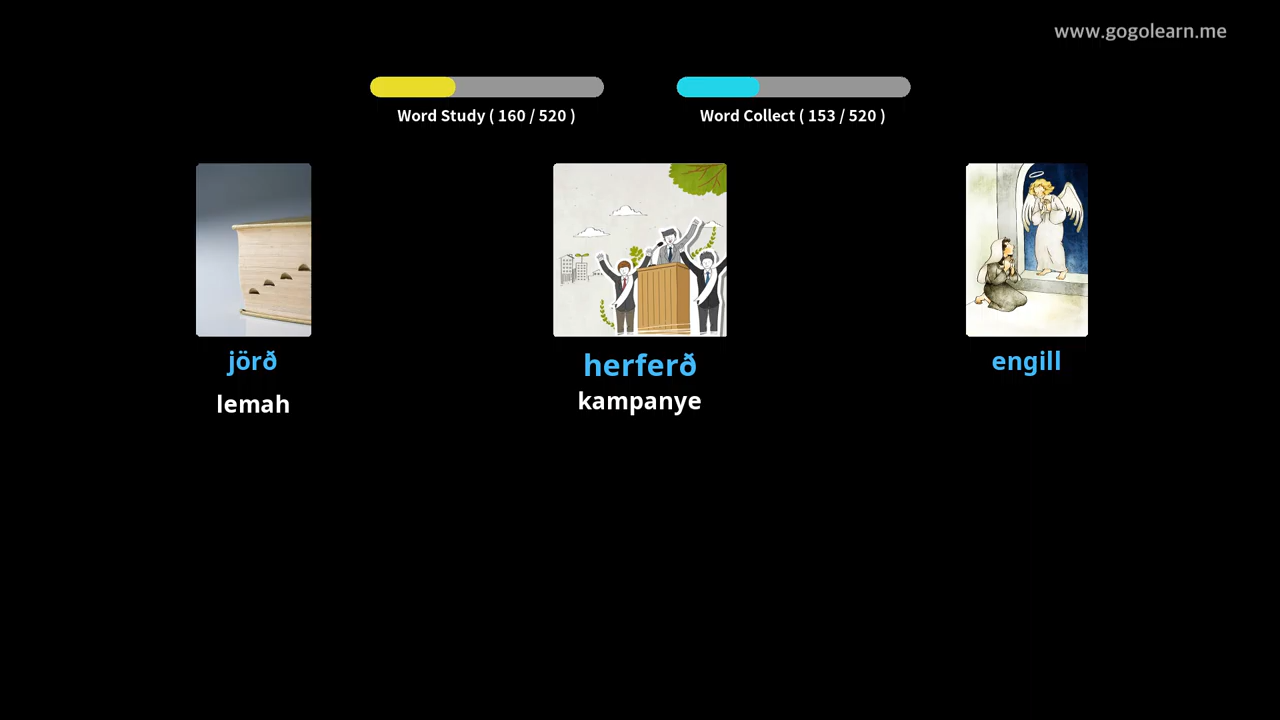 www.gogolearn.me
Word Study ( 160 / 520 )
Word Collect ( 153 / 520 )
jörð
lemah
herferð
kampanye
engill